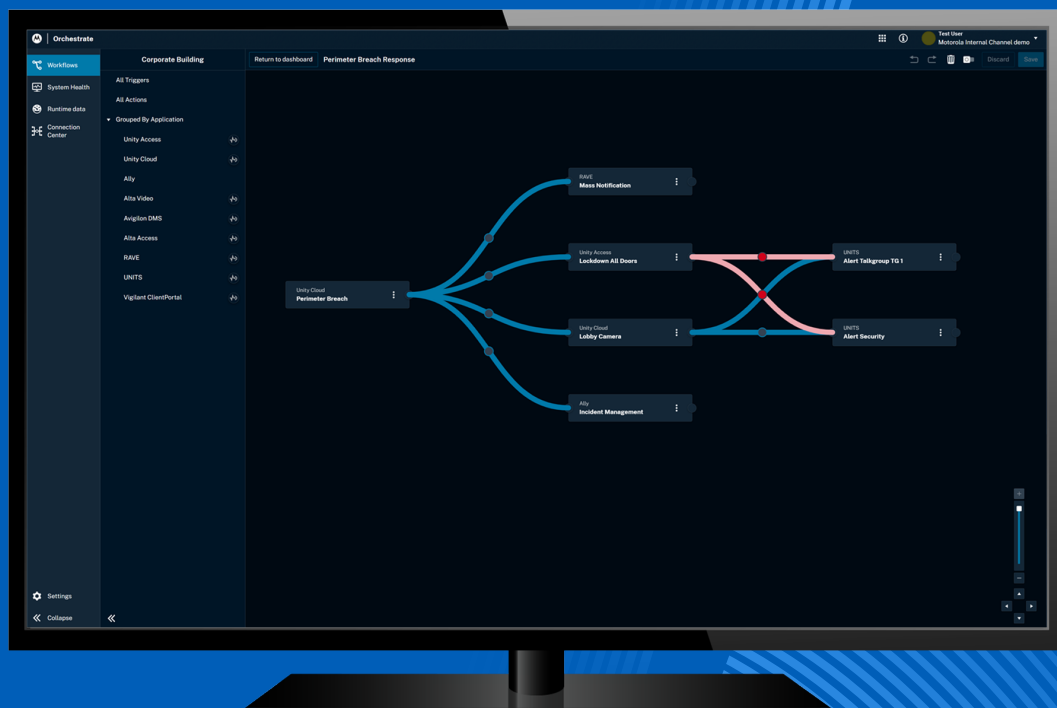 Orchestrate
Test User
Motorola Internal Channel demo
Workflows
System Health
Runtime data
Connection
Center
Settings
Collapse
Corporate Building
All Triggers
All Actions
Grouped By Application
Unity Access
Unity Cloud
Ally
Alta Video
Avigilon DMS
Alta Access
RAVE
UNITS
Vigilant ClientPortal
Return to dashboard
Perimeter Breach Response
Discard
Save
Unity Cloud
Perimeter Breach
RAVE
Mass Notification
Unity Access
Lockdown All Doors
Unity Cloud
Lobby Camera
Ally
Incident Management
UNITS
Alert Talkgroup TG 1
UNITS
Alert Security